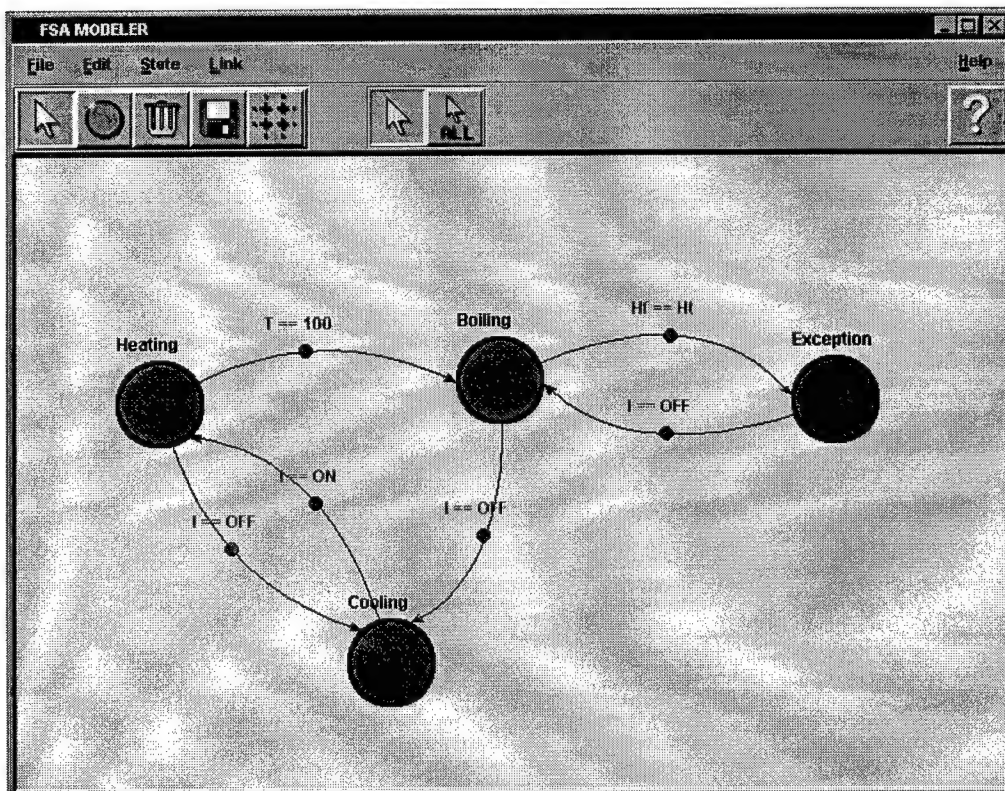 FSA MODELER
File Edit State Link Help
ALL
?
T == 100
Boiling
Hf == Ht
Heating
Exception
I == OFF
I == ON
I == OFF
I == OFF
Cooling